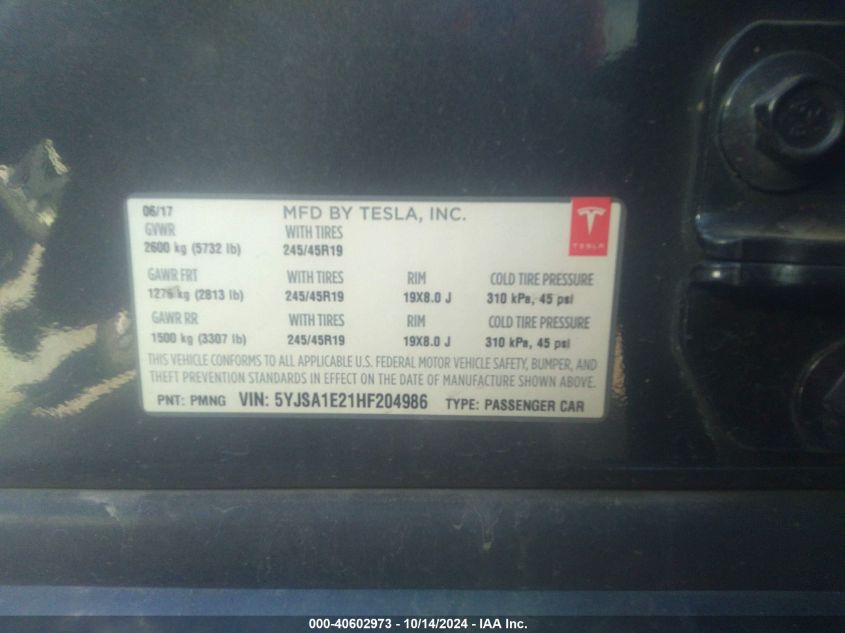 06/17 MFD BY TESLA, INC.
GVWR WITH TIRES
2600 kg (5732 lb) 245/45R19
TESLA
GAWR FRT WITH TIRES RIM COLD TIRE PRESSURE
1276 kg (2813 lb) 245/45R19 19X8.0 J 310 kPa, 45 psi
GAWR RR WITH TIRES RIM COLD TIRE PRESSURE
1500 kg (3307 lb) 245/45R19 19X8.0 J 310 kPa, 45 psi
THIS VEHICLE CONFORMS TO ALL APPLICABLE U.S. FEDERAL MOTOR VEHICLE SAFETY, BUMPER, AND
THEFT PREVENTION STANDARDS IN EFFECT ON THE DATE OF MANUFACTURE SHOWN ABOVE.
PNT: PMNG VIN: 5YJSA1E21HF204986 TYPE: PASSENGER CAR
000-40602973 - 10/14/2024 - IAA Inc.